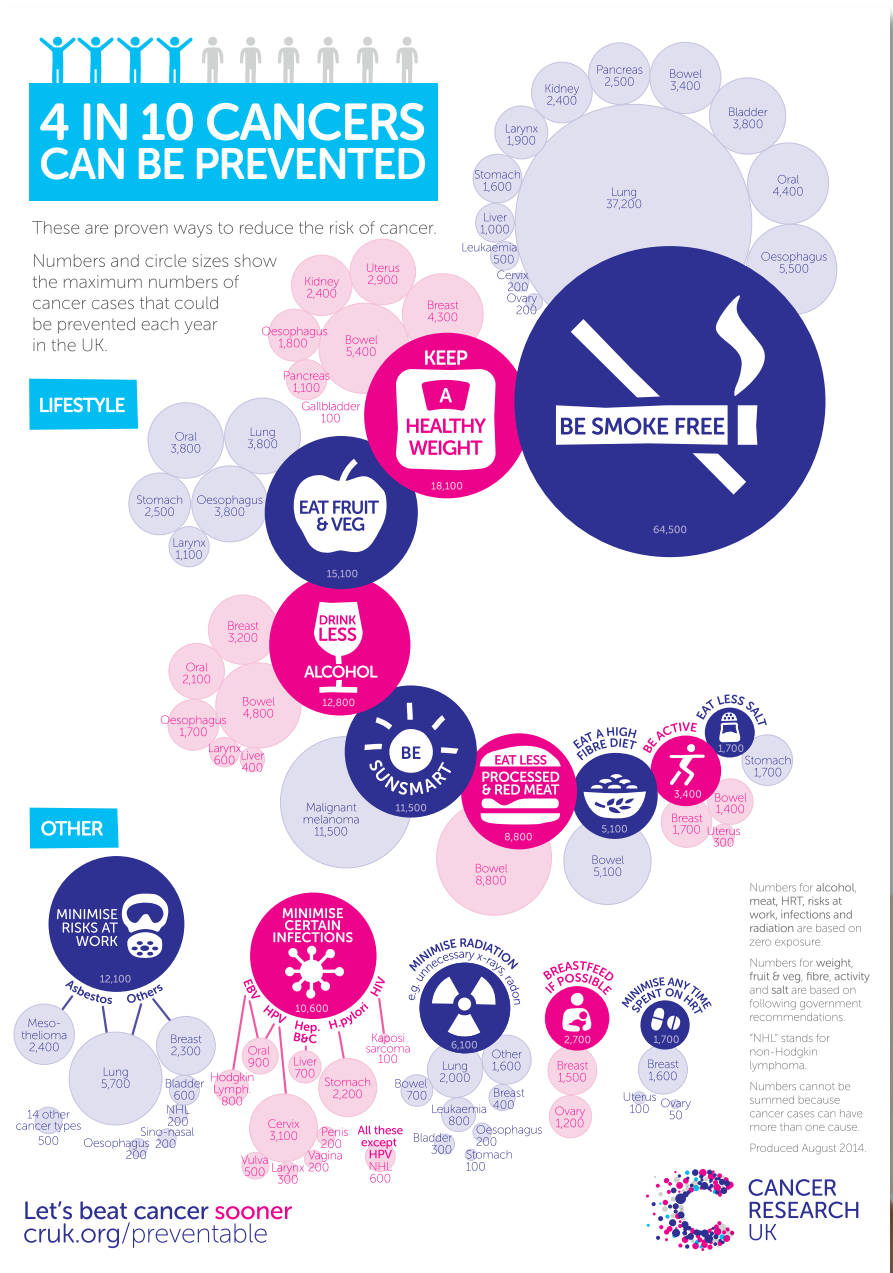 4 IN 10 CANCERS
CAN BE PREVENTED
These are proven ways to reduce the risk of cancer.
Numbers and circle sizes show
the maximum numbers of
cancer cases that could
be prevented each year
in the UK.
LIFESTYLE
Pancreas
2,500
Bowel
3,400
Kidney
2,400
Bladder
3,800
Larynx
1,900
Stomach
1,600
Lung
37,200
Oral
4,400
Liver
1,000
Leukaemia
500
Cervix
200
Ovary
200
Oesophagus
5,500
BE SMOKE FREE
64,500
Uterus
2,900
Kidney
2,400
Breast
4,300
Oesophagus
1,800
Bowel
5,400
Pancreas
1,100
Gallbladder
100
KEEP
A
HEALTHY
WEIGHT
18,100
Oral
3,800
Lung
3,800
Stomach
2,500
Oesophagus
3,800
Larynx
1,100
EAT FRUIT
& VEG
15,100
Breast
3,200
Oral
2,100
Bowel
4,800
Oesophagus
1,700
Larynx
600
Liver
400
DRINK
LESS
ALCOHOL
12,800
BE
SUNSMART
11,500
Malignant
melanoma
11,500
EAT LESS
PROCESSED
& RED MEAT
8,800
Bowel
8,800
EAT A HIGH
FIBRE DIET
5,100
Bowel
5,100
BE ACTIVE
3,400
Bowel
1,400
Breast
1,700
Uterus
300
EAT LESS SALT
1,700
Stomach
1,700
OTHER
MINIMISE
RISKS AT
WORK
12,100
Asbestos
Others
Meso-
thelioma
2,400
Lung
5,700
Breast
2,300
Bladder
600
NHL
200
Sino-nasal
200
Oesophagus
200
14 other
cancer types
500
MINIMISE
CERTAIN
INFECTIONS
10,600
EBV
HPV
Hep.
B&C
H.pylori
HIV
Oral
900
Hodgkin
Lymph.
800
Liver
700
Stomach
2,200
Kaposi
sarcoma
100
Cervix
3,100
Penis
200
Vagina
200
Larynx
300
Vulva
500
All these
except
HPV
NHL
600
MINIMISE RADIATION
e.g. unnecessary x-rays, radon
6,100
Lung
2,000
Other
1,600
Bowel
700
Breast
400
Leukaemia
800
Oesophagus
200
Bladder
300
Stomach
100
BREASTFEED
IF POSSIBLE
2,700
Breast
1,500
Ovary
1,200
MINIMISE ANY TIME
SPENT ON HRT
1,700
Breast
1,600
Uterus
100
Ovary
50
Numbers for alcohol,
meat, HRT, risks at
work, infections and
radiation are based on
zero exposure.
Numbers for weight,
fruit & veg, fibre, activity
and salt are based on
following government
recommendations.
"NHL" stands for
non-Hodgkin
lymphoma.
Numbers cannot be
summed because
cancer cases can have
more than one cause.
Produced August 2014.
Let's beat cancer sooner
cruk.org/preventable
CANCER
RESEARCH
UK